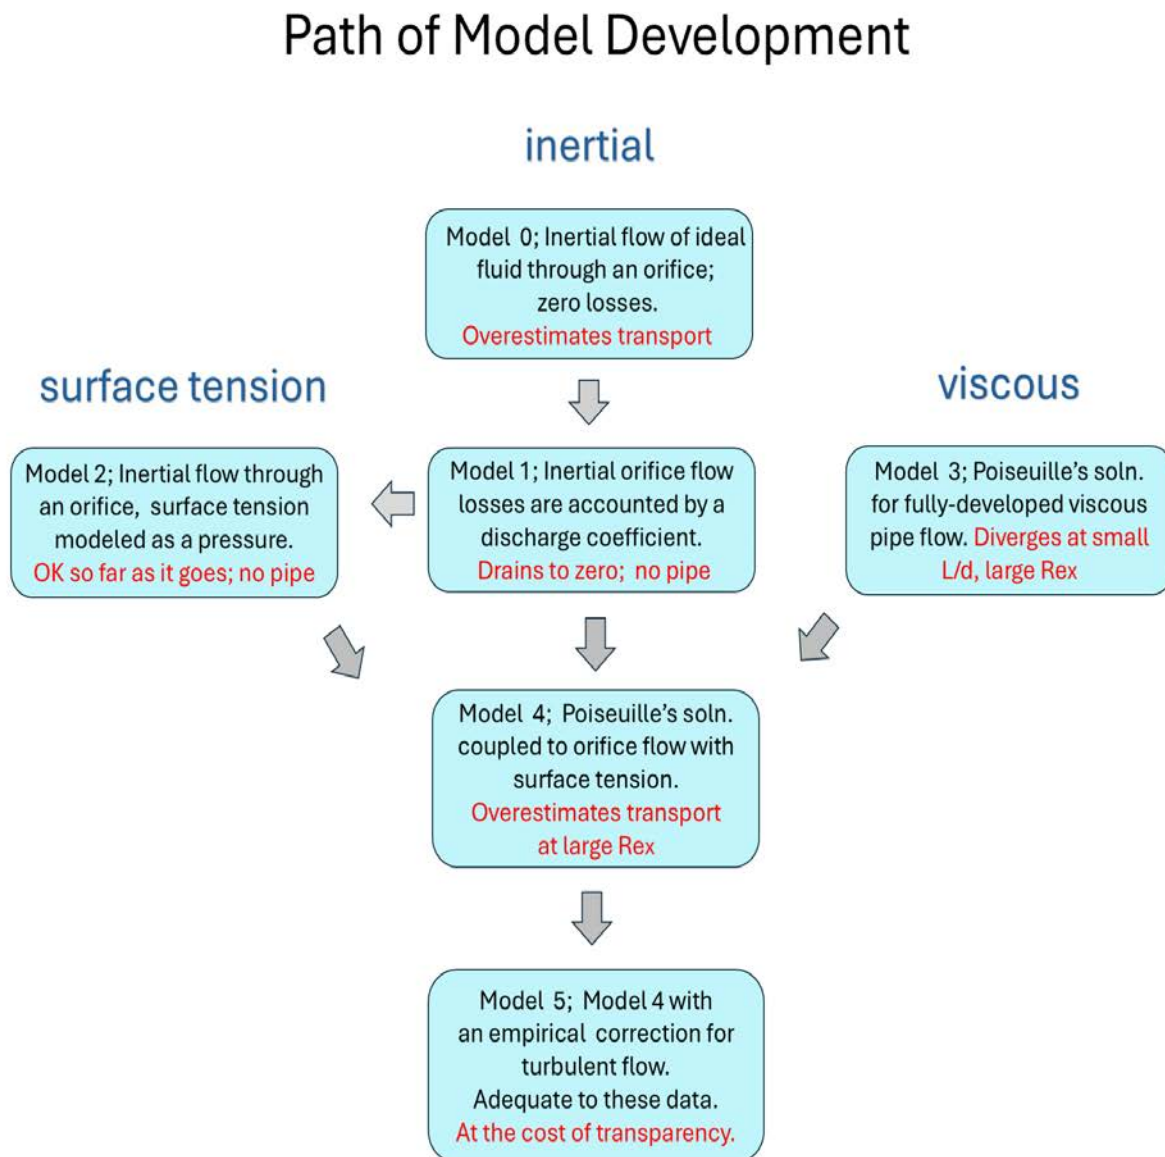 Path of Model Development
inertial
Model 0; Inertial flow of ideal
fluid through an orifice;
zero losses.
Overestimates transport
surface tension
viscous
Model 2; Inertial flow through
an orifice, surface tension
modeled as a pressure.
OK so far as it goes; no pipe
Model 1; Inertial orifice flow
losses are accounted by a
discharge coefficient.
Drains to zero; no pipe
Model 3; Poiseuille's soln.
for fully-developed viscous
pipe flow. Diverges at small
L/d, large Rex
Model 4; Poiseuille's soln.
coupled to orifice flow with
surface tension.
Overestimates transport
at large Rex
Model 5; Model 4 with
an empirical correction for
turbulent flow.
Adequate to these data.
At the cost of transparency.